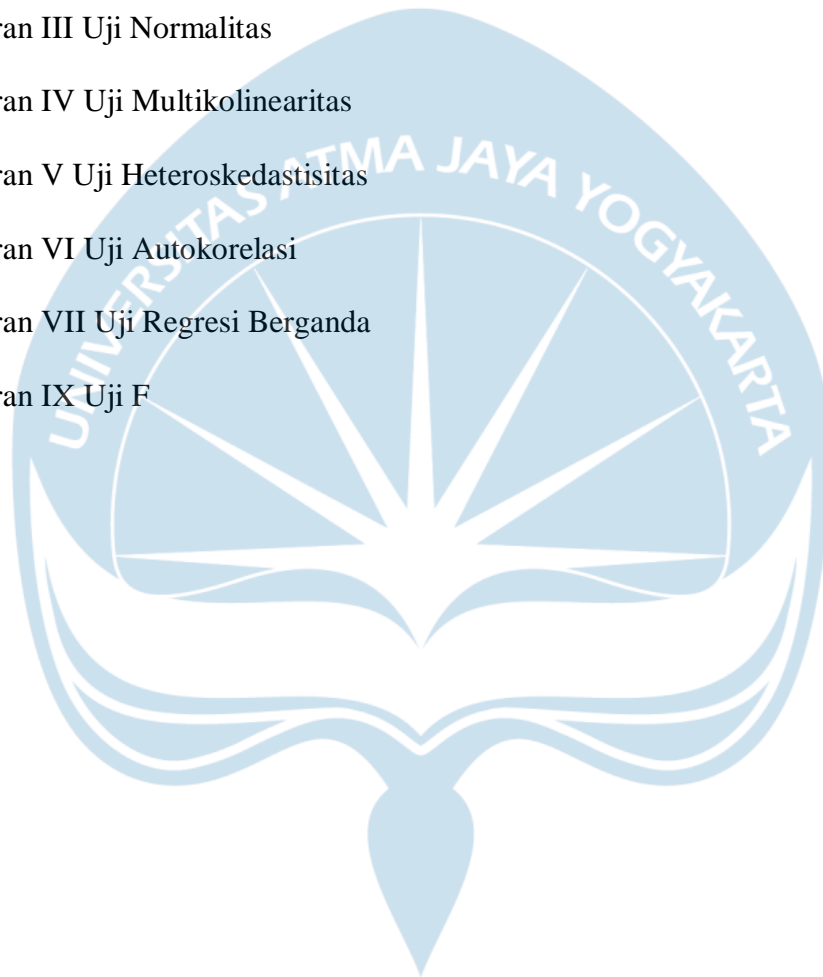 ran III Uji Normalitas
ran IV Uji Multikolinearitas
ran V Uji Heteroskedastisitas
ran VI Uji Autokorelasi
ran VII Uji Regresi Berganda
ran IX Uji F
UNIVERSITAS ATMA JAYA YOGYAKARTA